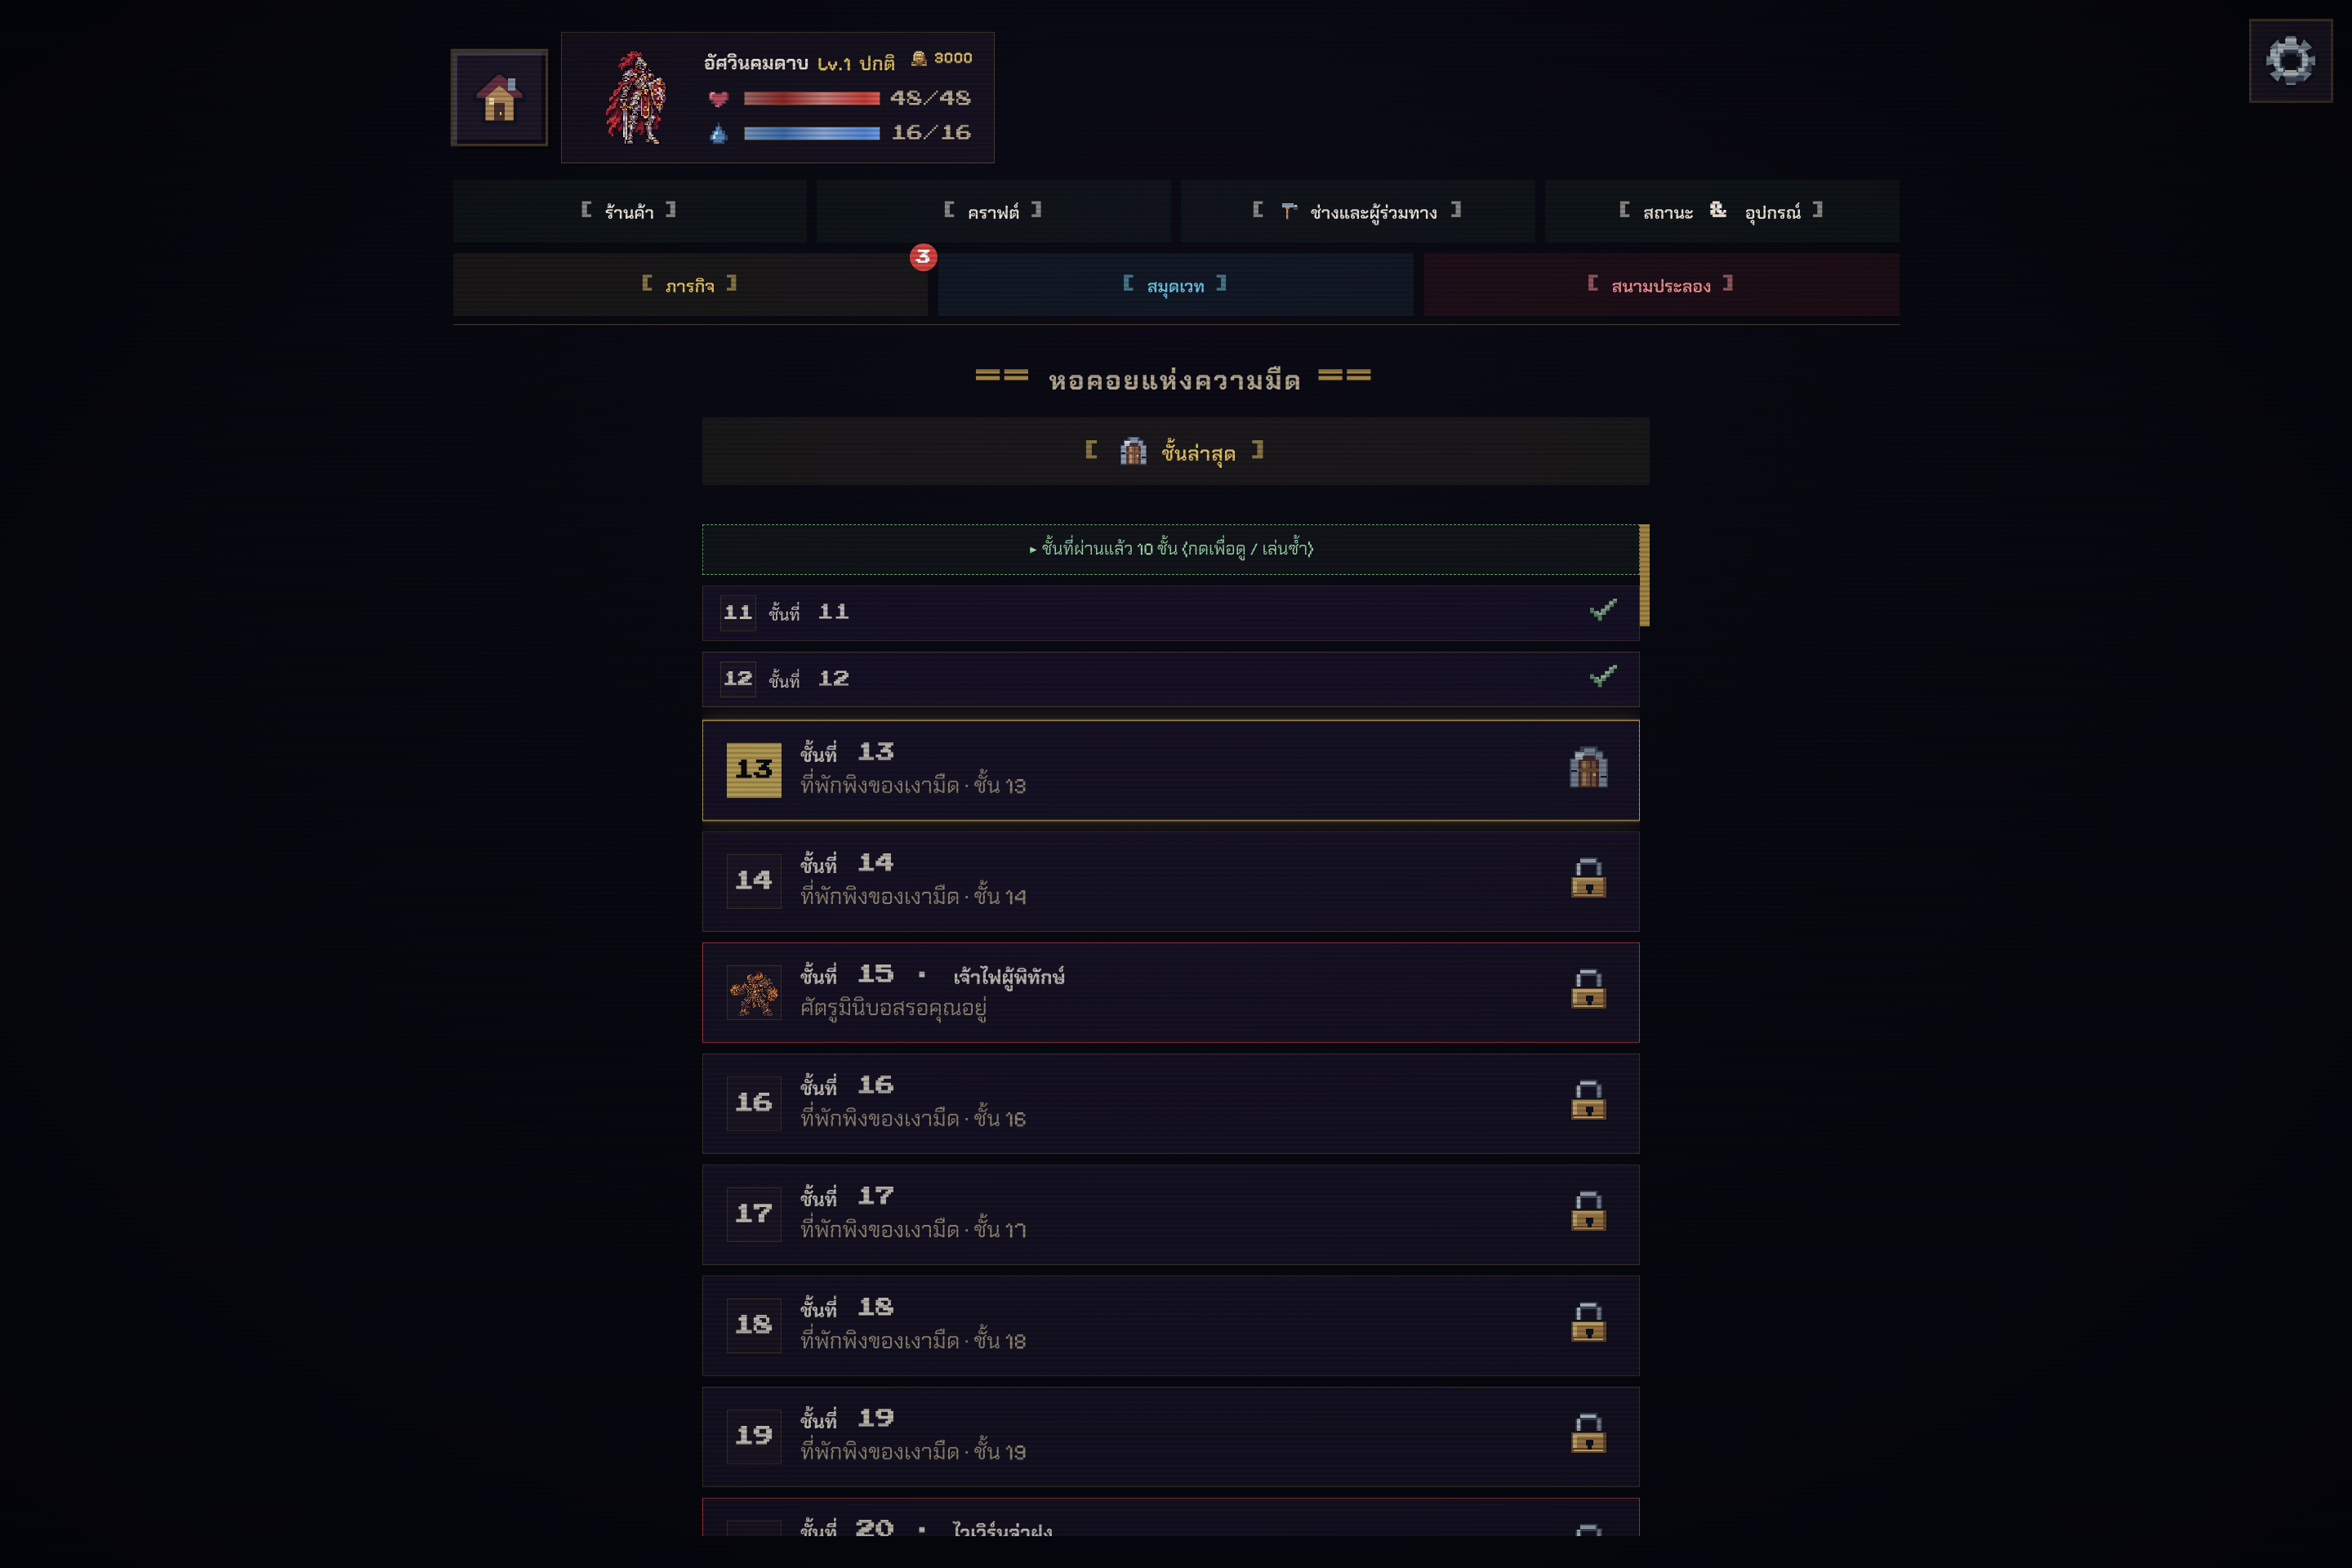 อัศวินคมดาบ Lv.1 ปกติ 3000
48/48
16/16
[ ร้านค้า ] [ คราฟต์ ] [ ช่างและผู้ร่วมทาง ] [ สถานะ & อุปกรณ์ ]
3
[ ภารกิจ ] [ สมุดเวท ] [ สนามประลอง ]
== หอคอยแห่งความมืด ==
[ ชั้นล่าสุด ]
▸ ชั้นที่ผ่านแล้ว 10 ชั้น (กดเพื่อดู / เล่นซ้ำ)
11 ชั้นที่ 11
12 ชั้นที่ 12
13 ชั้นที่ 13
ที่พักพิงของเงามืด · ชั้น 13
14 ชั้นที่ 14
ที่พักพิงของเงามืด · ชั้น 14
ชั้นที่ 15 · เจ้าไฟผู้พิทักษ์
ศัตรูมินิบอสรอคุณอยู่
16 ชั้นที่ 16
ที่พักพิงของเงามืด · ชั้น 16
17 ชั้นที่ 17
ที่พักพิงของเงามืด · ชั้น 17
18 ชั้นที่ 18
ที่พักพิงของเงามืด · ชั้น 18
19 ชั้นที่ 19
ที่พักพิงของเงามืด · ชั้น 19
ชั้นที่ 20 ·